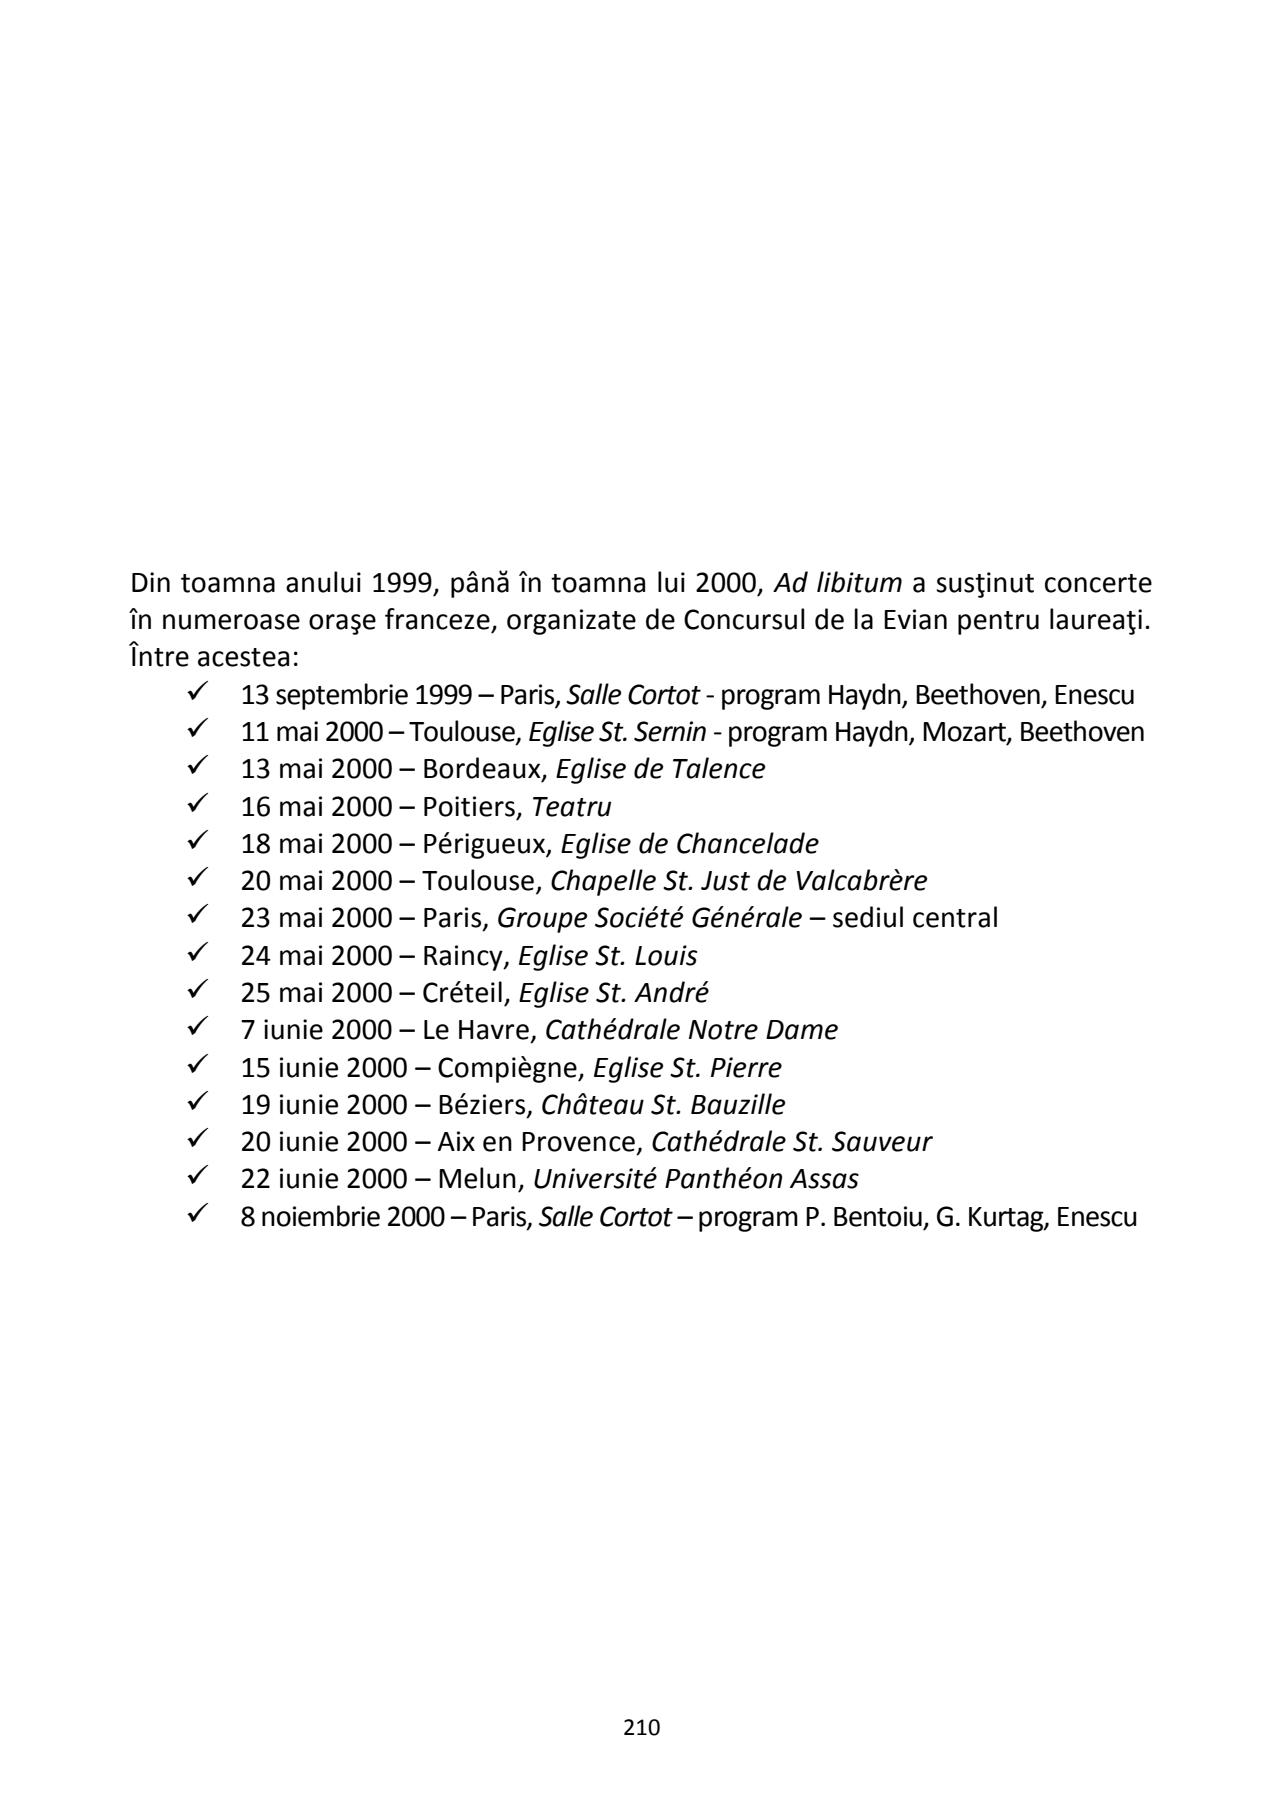 Din toamna anului 1999, până în toamna lui 2000, Ad libitum a susţinut concerte
în numeroase oraşe franceze, organizate de Concursul de la Evian pentru laureaţi.
Între acestea:
✓ 13 septembrie 1999 – Paris, Salle Cortot - program Haydn, Beethoven, Enescu
✓ 11 mai 2000 – Toulouse, Eglise St. Sernin - program Haydn, Mozart, Beethoven
✓ 13 mai 2000 – Bordeaux, Eglise de Talence
✓ 16 mai 2000 – Poitiers, Teatru
✓ 18 mai 2000 – Périgueux, Eglise de Chancelade
✓ 20 mai 2000 – Toulouse, Chapelle St. Just de Valcabrère
✓ 23 mai 2000 – Paris, Groupe Société Générale – sediul central
✓ 24 mai 2000 – Raincy, Eglise St. Louis
✓ 25 mai 2000 – Créteil, Eglise St. André
✓ 7 iunie 2000 – Le Havre, Cathédrale Notre Dame
✓ 15 iunie 2000 – Compiègne, Eglise St. Pierre
✓ 19 iunie 2000 – Béziers, Château St. Bauzille
✓ 20 iunie 2000 – Aix en Provence, Cathédrale St. Sauveur
✓ 22 iunie 2000 – Melun, Université Panthéon Assas
✓ 8 noiembrie 2000 – Paris, Salle Cortot – program P. Bentoiu, G. Kurtag, Enescu
210